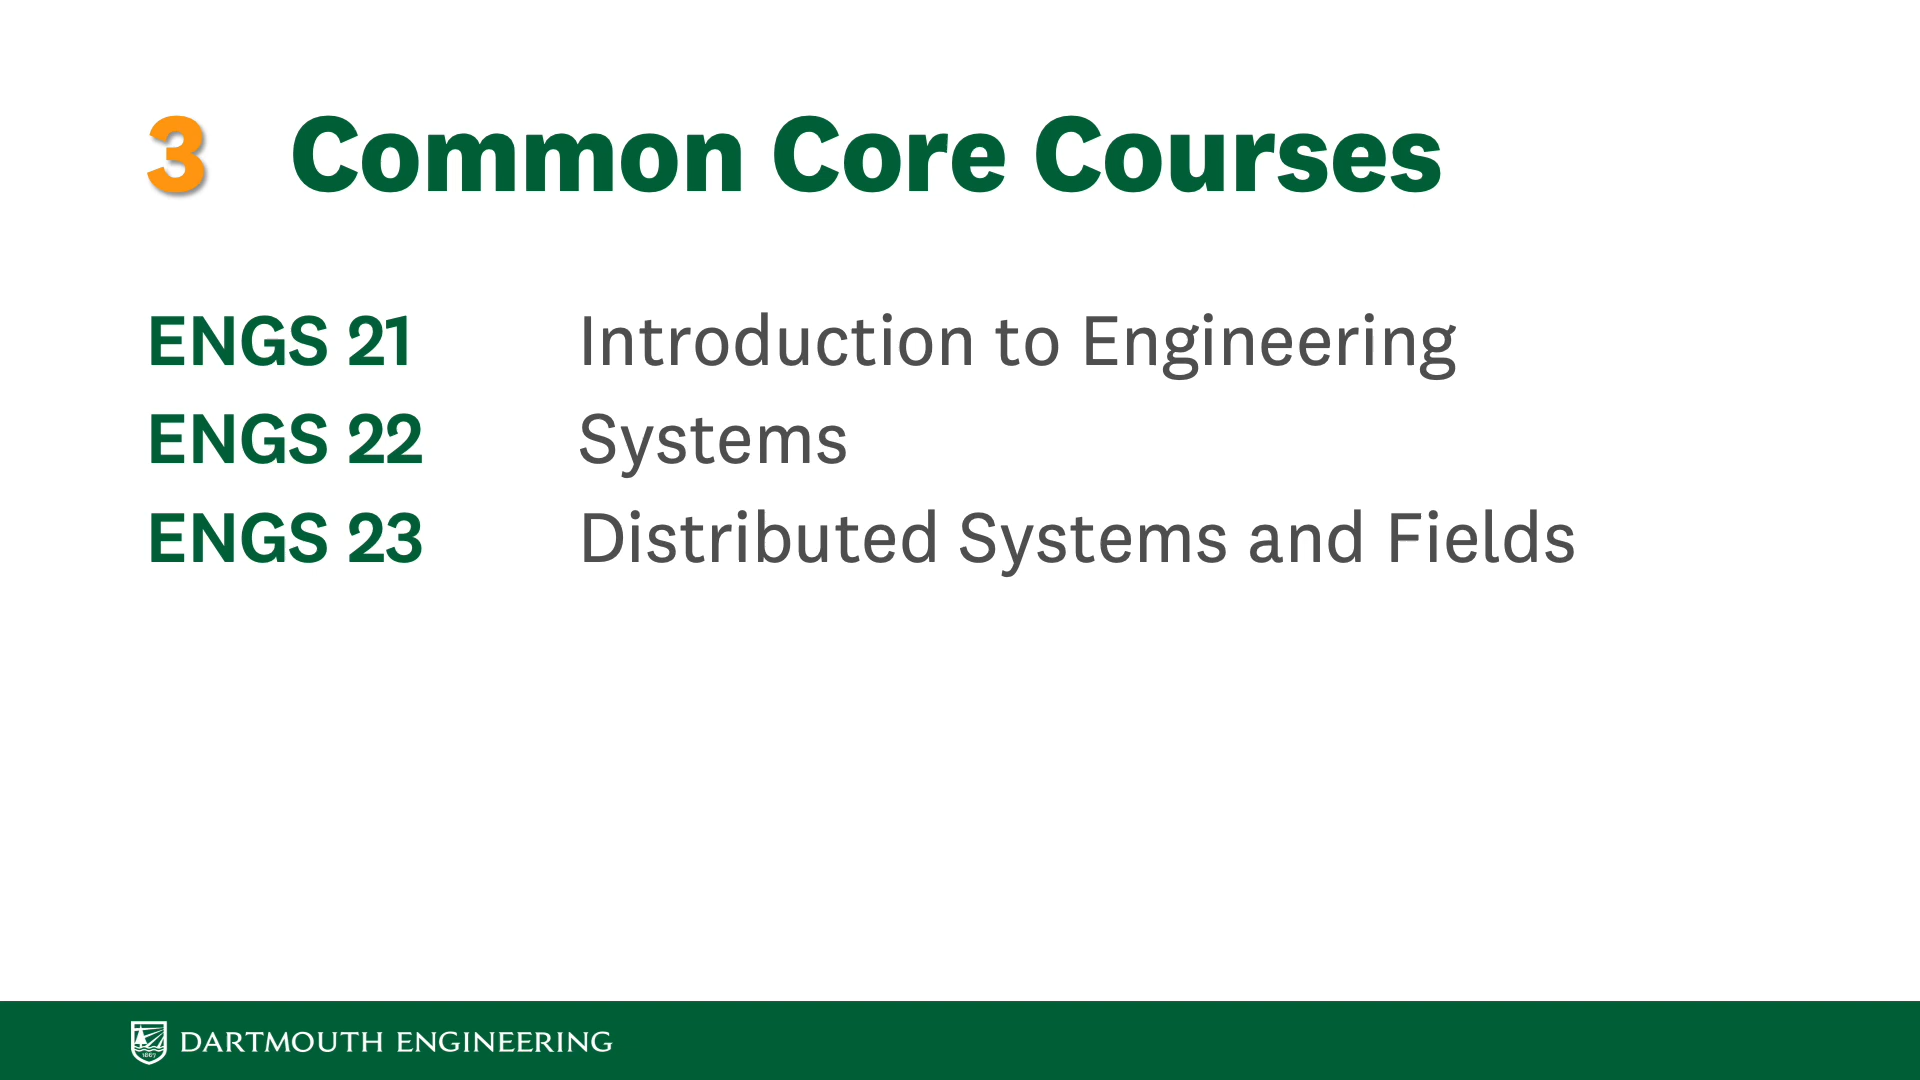 3 Common Core Courses
ENGS 21 Introduction to Engineering
ENGS 22 Systems
ENGS 23 Distributed Systems and Fields
1867
DARTMOUTH ENGINEERING